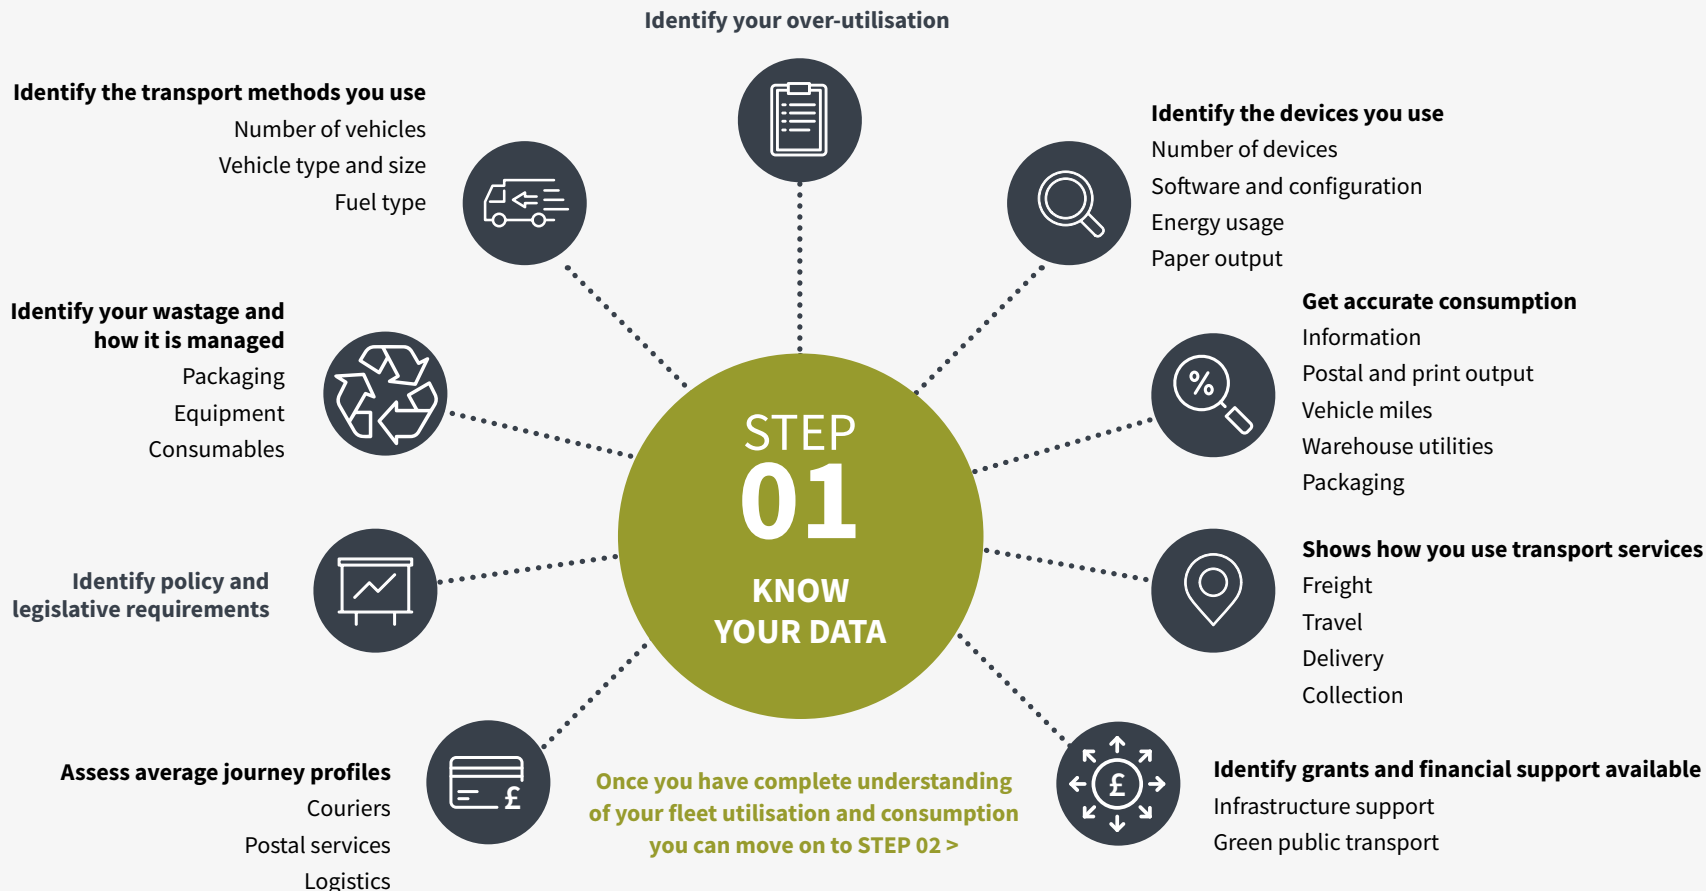 Identify your over-utilisation
Identify the transport methods you use
Number of vehicles
Vehicle type and size
Fuel type
Identify the devices you use
Number of devices
Software and configuration
Energy usage
Paper output
Identify your wastage and
how it is managed
Packaging
Equipment
Consumables
Get accurate consumption
Information
Postal and print output
Vehicle miles
Warehouse utilities
Packaging
%
STEP
01
KNOW
YOUR DATA
Identify policy and
legislative requirements
Shows how you use transport services
Freight
Travel
Delivery
Collection
Assess average journey profiles
Couriers
Postal services
Logistics
£
Once you have complete understanding
of your fleet utilisation and consumption
you can move on to STEP 02 >
£
Identify grants and financial support available
Infrastructure support
Green public transport